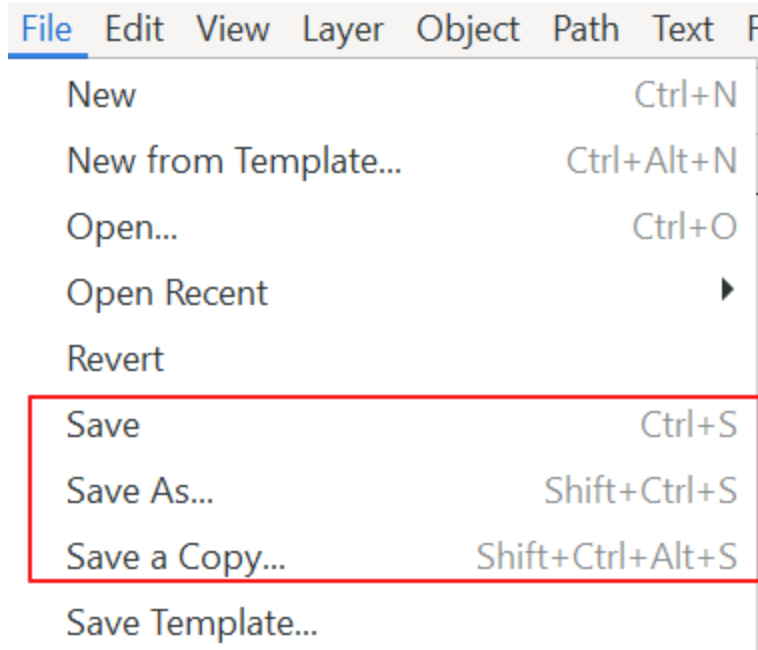 File Edit View Layer Object Path Text
New Ctrl+N
New from Template... Ctrl+Alt+N
Open... Ctrl+O
Open Recent
Revert
Save Ctrl+S
Save As... Shift+Ctrl+S
Save a Copy... Shift+Ctrl+Alt+S
Save Template...